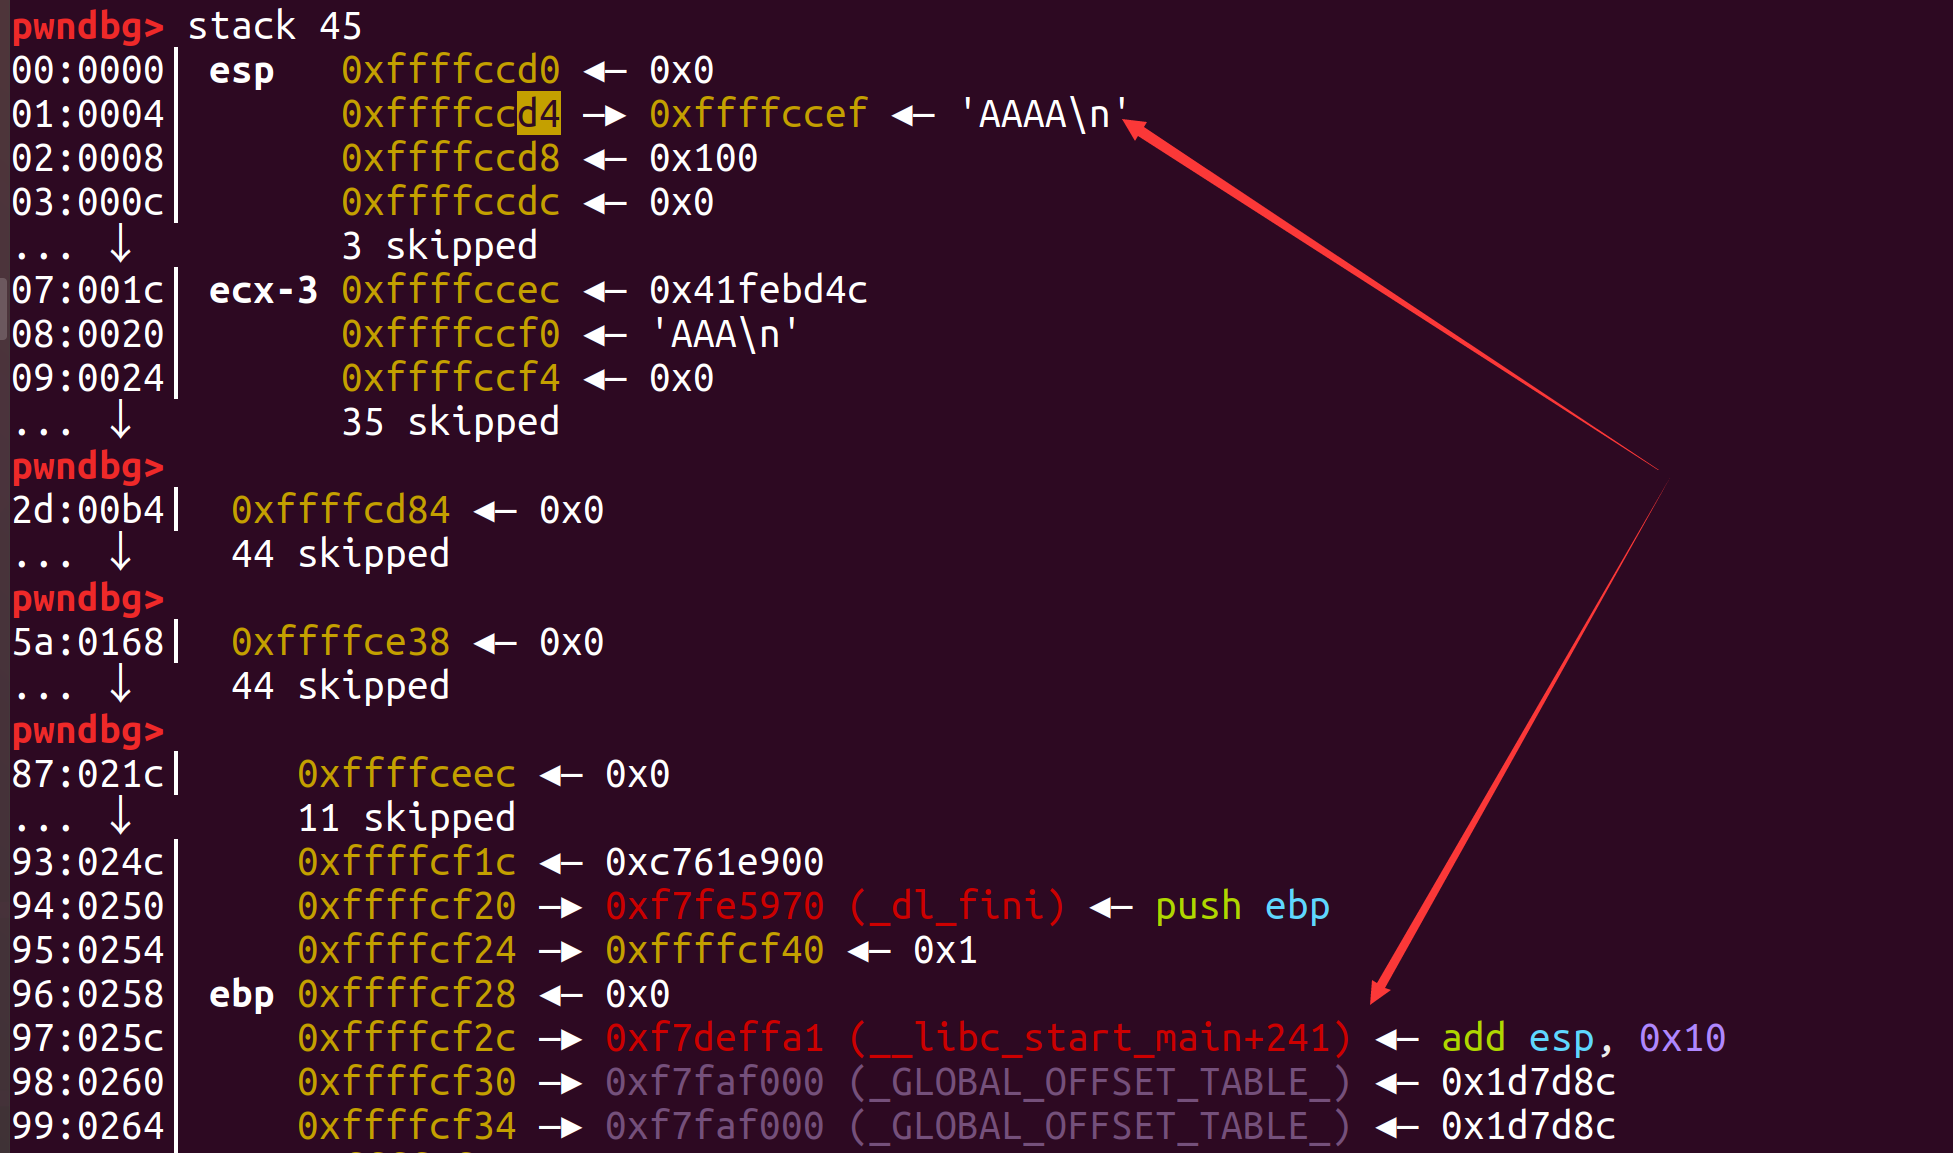 pwndbg> stack 45
00:0000│ esp 0xffffccd0 ◂— 0x0
01:0004│ 0xffffccd4 —▸ 0xffffccef ◂— 'AAAA\n'
02:0008│ 0xffffccd8 ◂— 0x100
03:000c│ 0xffffccdc ◂— 0x0
... ↓ 3 skipped
07:001c│ ecx-3 0xffffccec ◂— 0x41febd4c
08:0020│ 0xffffccf0 ◂— 'AAA\n'
09:0024│ 0xffffccf4 ◂— 0x0
... ↓ 35 skipped
pwndbg>
2d:00b4│ 0xffffcd84 ◂— 0x0
... ↓ 44 skipped
pwndbg>
5a:0168│ 0xffffce38 ◂— 0x0
... ↓ 44 skipped
pwndbg>
87:021c│ 0xffffceec ◂— 0x0
... ↓ 11 skipped
93:024c│ 0xffffcf1c ◂— 0xc761e900
94:0250│ 0xffffcf20 —▸ 0xf7fe5970 (_dl_fini) ◂— push ebp
95:0254│ 0xffffcf24 —▸ 0xffffcf40 ◂— 0x1
96:0258│ ebp 0xffffcf28 ◂— 0x0
97:025c│ 0xffffcf2c —▸ 0xf7deffa1 (__libc_start_main+241) ◂— add esp, 0x10
98:0260│ 0xffffcf30 —▸ 0xf7faf000 (_GLOBAL_OFFSET_TABLE_) ◂— 0x1d7d8c
99:0264│ 0xffffcf34 —▸ 0xf7faf000 (_GLOBAL_OFFSET_TABLE_) ◂— 0x1d7d8c